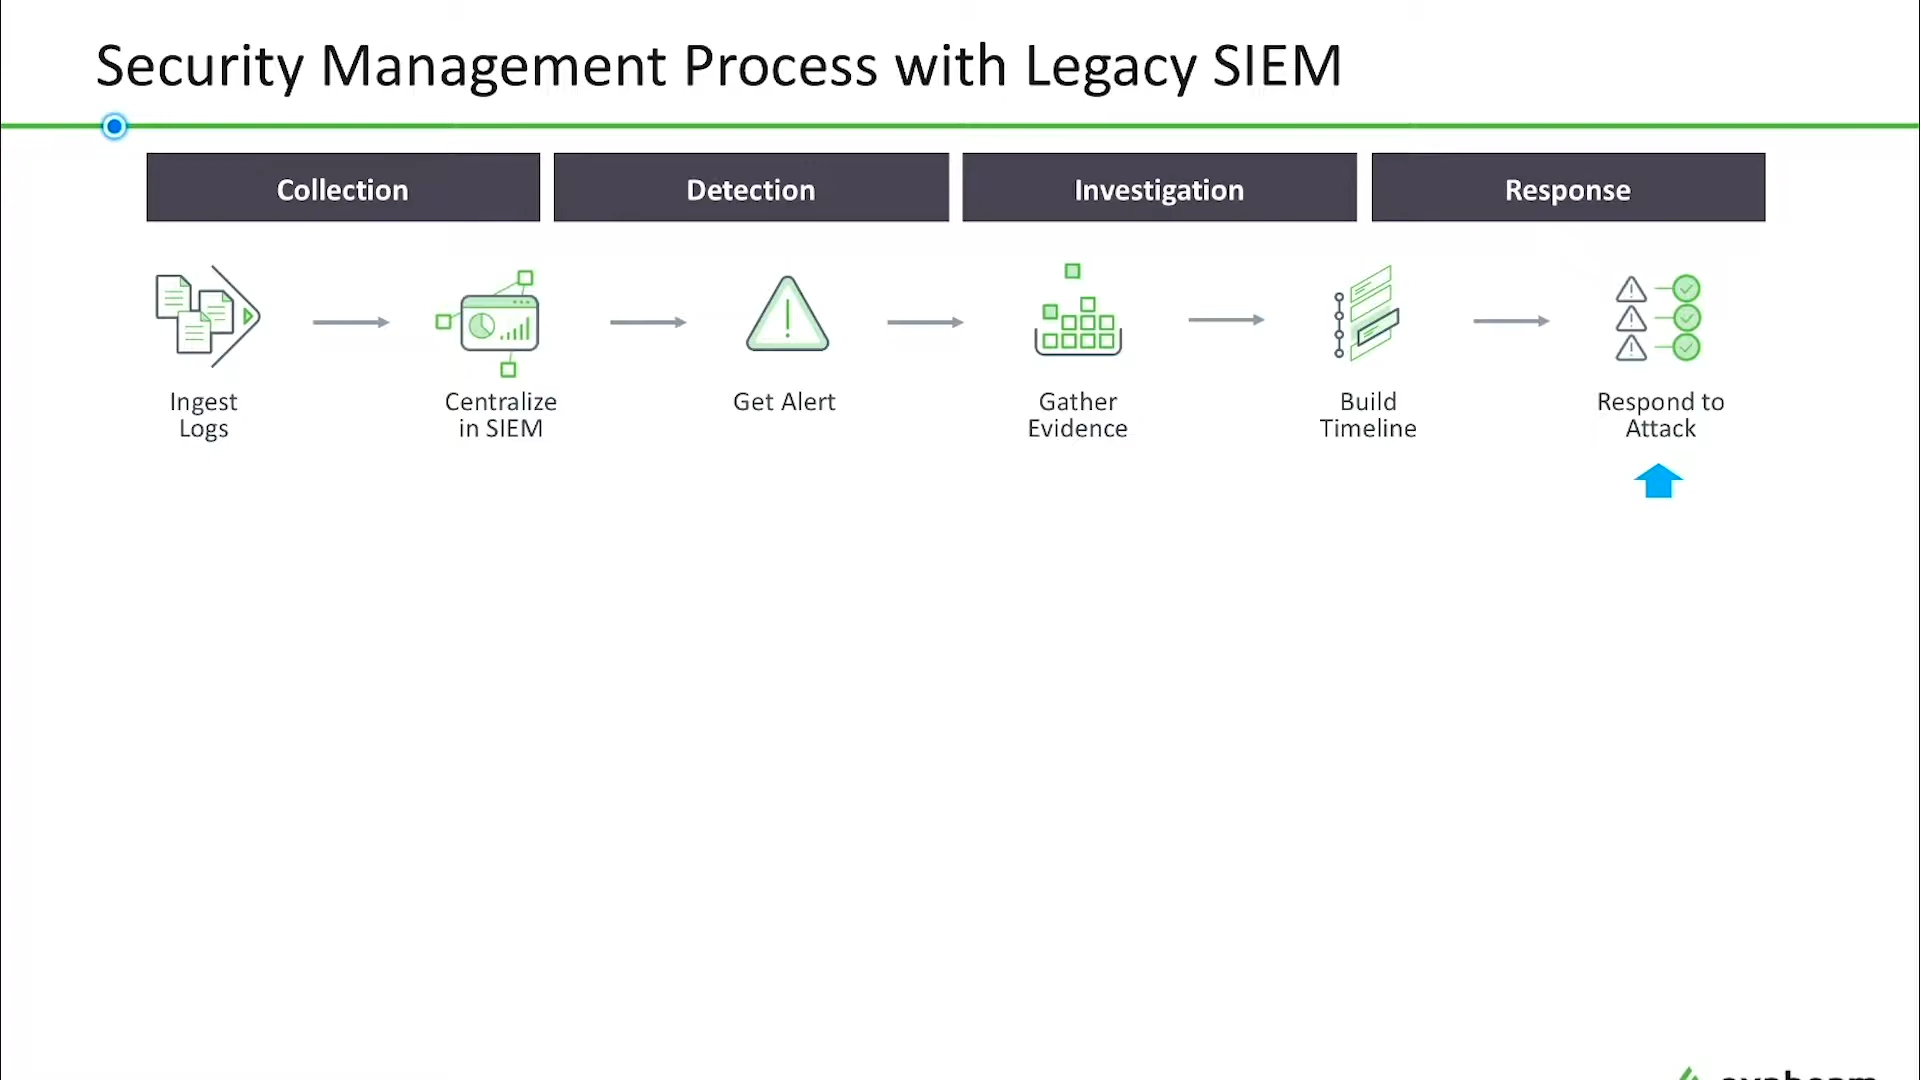 Security Management Process with Legacy SIEM
Collection
Detection
Investigation
Response
Ingest
Logs
Centralize
in SIEM
Get Alert
Gather
Evidence
Build
Timeline
Respond to
Attack